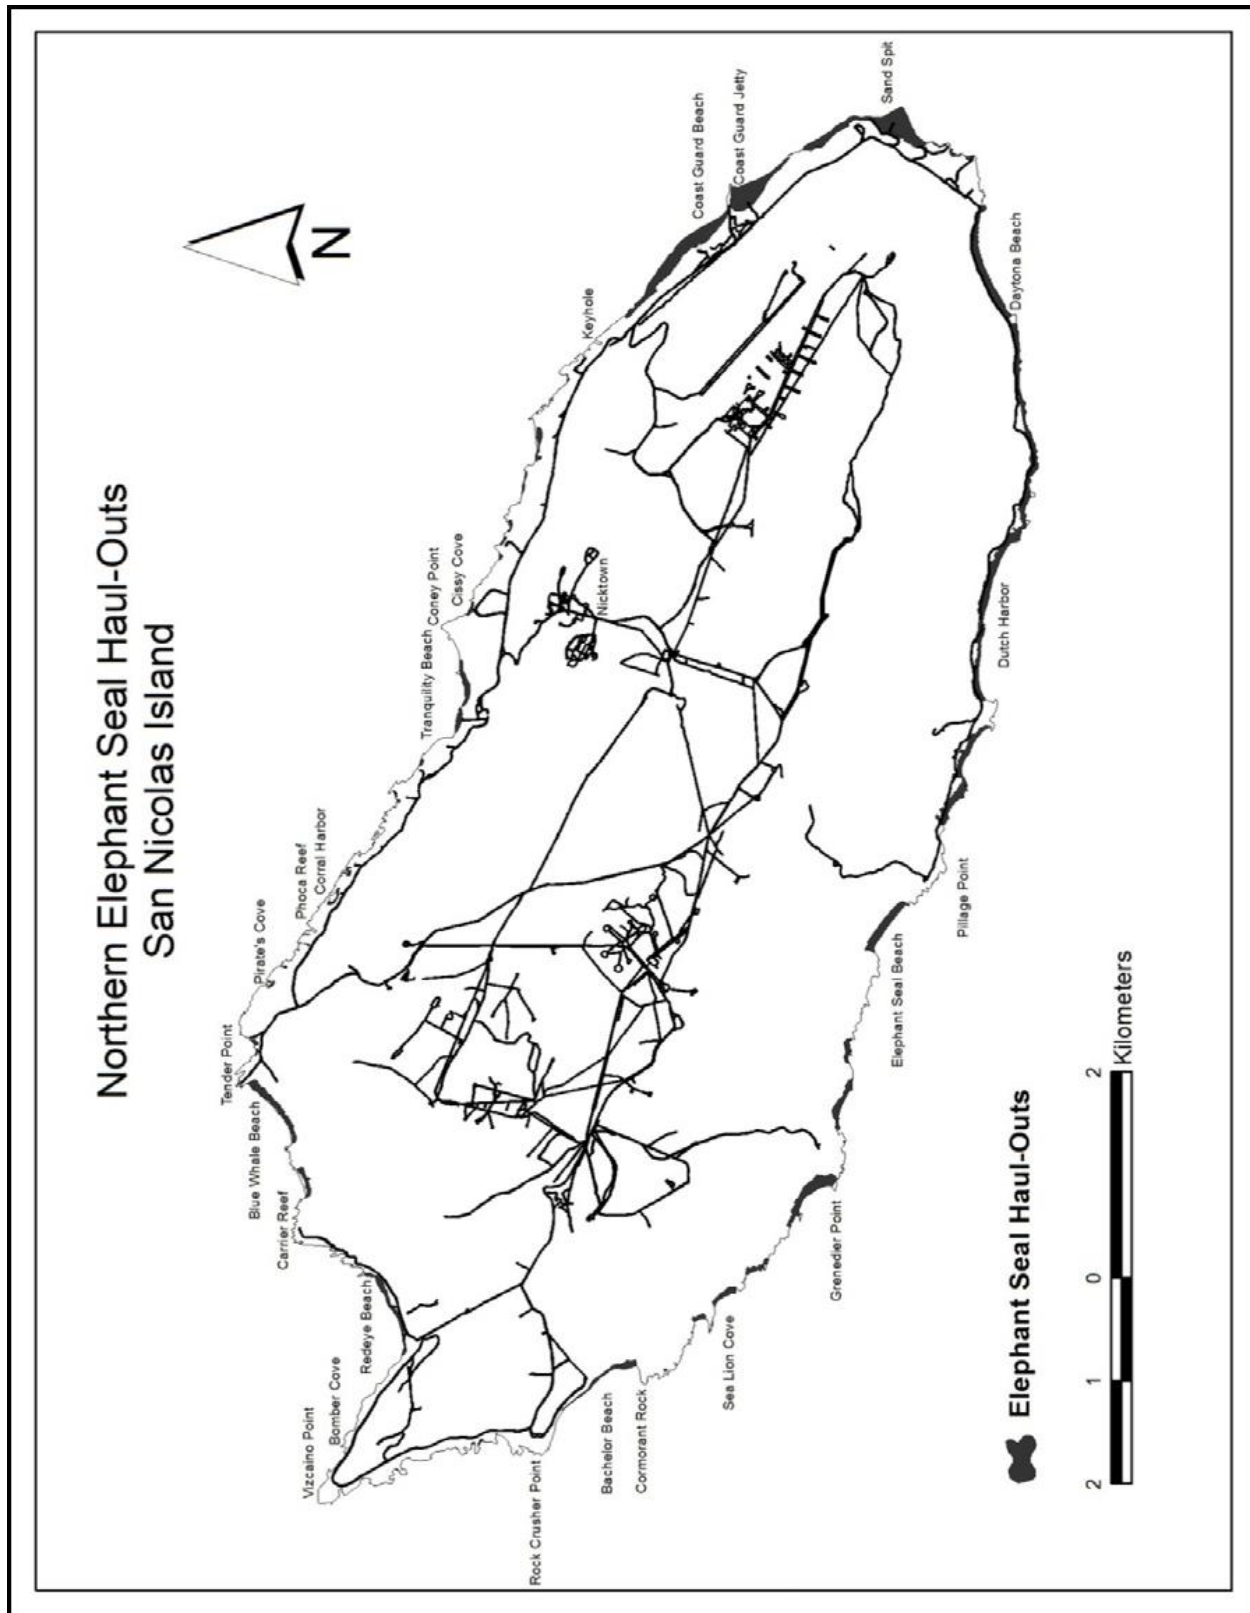 Northern Elephant Seal Haul-Outs
San Nicolas Island
N
Vizcaino Point
Bomber Cove
Redeye Beach
Carrier Reef
Blue Whale Beach
Tender Point
Pirate's Cove
Phoca Reef
Corral Harbor
Tranquility Beach
Coney Point
Cissy Cove
Nicktown
Keyhole
Coast Guard Beach
Coast Guard Jetty
Sand Spit
Daytona Beach
Dutch Harbor
Pillage Point
Elephant Seal Beach
Grenedier Point
Sea Lion Cove
Cormorant Rock
Bachelor Beach
Rock Crusher Point
Elephant Seal Haul-Outs
2 1 0 2 Kilometers